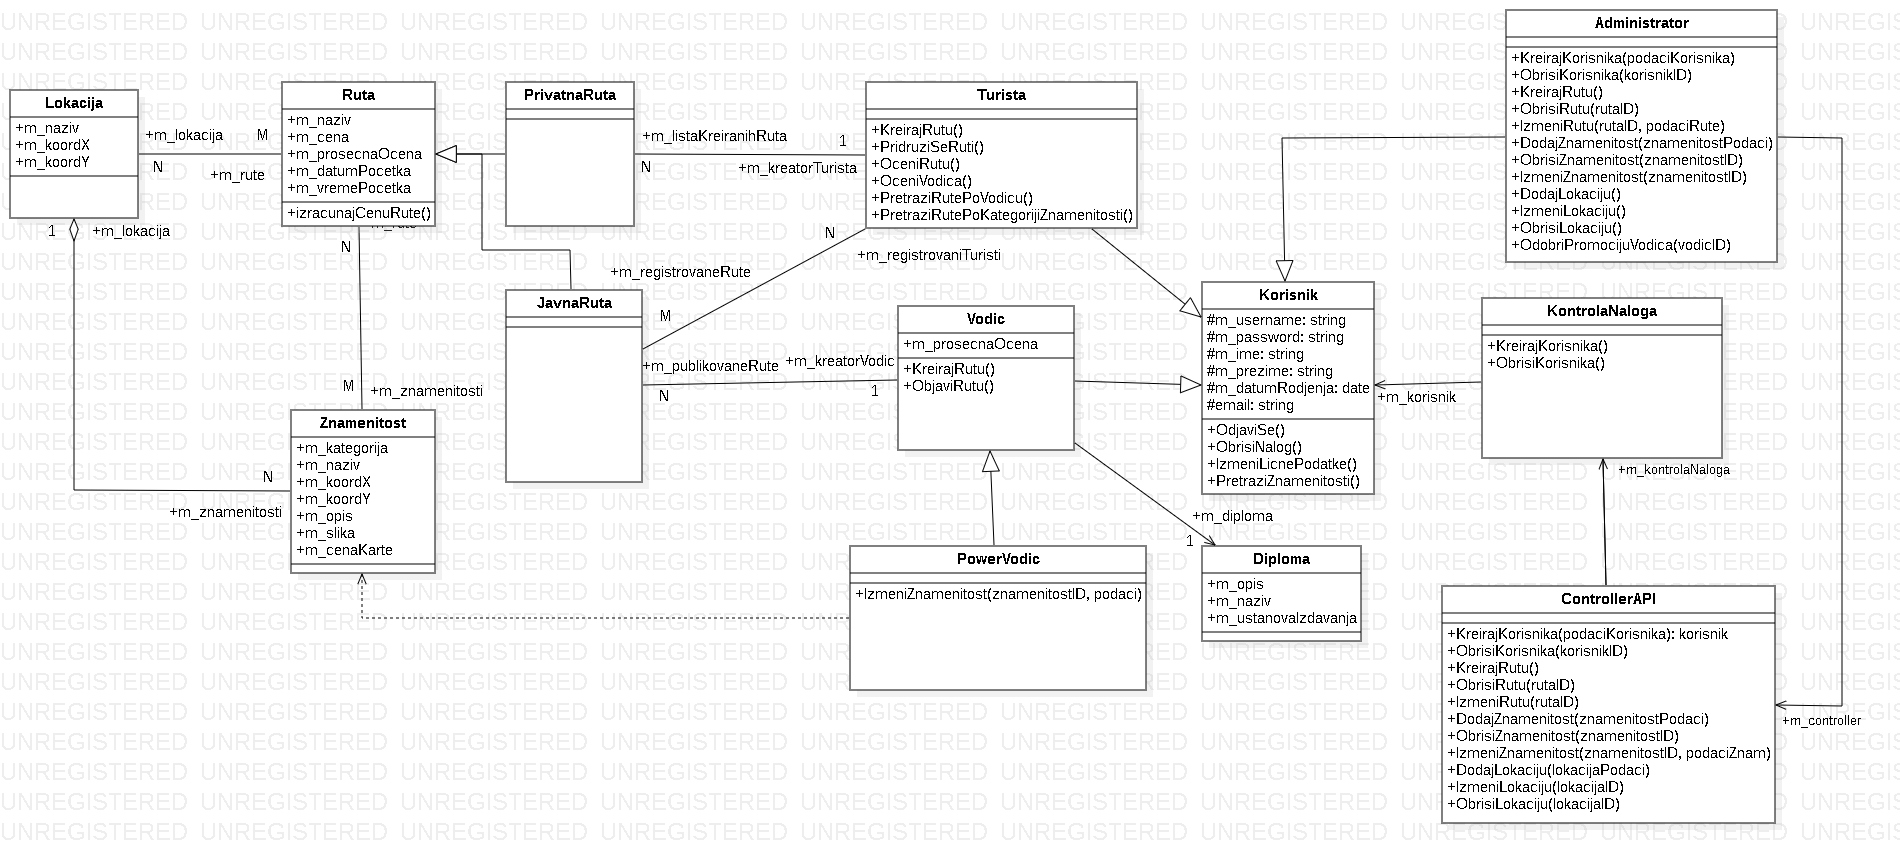 Lokacija
+m_naziv
+m_koordX
+m_koordY
+m_lokacija
M
N
+m_rute
Ruta
+m_naziv
+m_cena
+m_prosecnaOcena
+m_datumPocetka
+m_vremePocetka
+izracunajCenuRute()
PrivatnaRuta
+m_listaKreiranihRuta
1
N
+m_kreatorTurista
Turista
+KreirajRutu()
+PridruziSeRuti()
+OceniRutu()
+OceniVodica()
+PretraziRutePoVodicu()
+PretraziRutePoKategorijiZnamenitosti()
Administrator
+KreirajKorisnika(podaciKorisnika)
+ObrisiKorisnika(korisnikID)
+KreirajRutu()
+ObrisiRutu(rutaID)
+IzmeniRutu(rutaID, podaciRute)
+DodajZnamenitost(znamenitostPodaci)
+ObrisiZnamenitost(znamenitostID)
+IzmeniZnamenitost(znamenitostID)
+DodajLokaciju()
+IzmeniLokaciju()
+ObrisiLokaciju()
+OdobriPromocijuVodica(vodicID)
1
+m_lokacija
N
M
+m_znamenitosti
N
+m_registrovaniTuristi
+m_registrovaneRute
M
JavnaRuta
+m_publikovaneRute
+m_kreatorVodic
N
1
Vodic
+m_prosecnaOcena
+KreirajRutu()
+ObjaviRutu()
Korisnik
#m_username: string
#m_password: string
#m_ime: string
#m_prezime: string
#m_datumRodjenja: date
#email: string
+OdjaviSe()
+ObrisiNalog()
+IzmeniLicnePodatke()
+PretraziZnamenitosti()
+m_korisnik
KontrolaNaloga
+KreirajKorisnika()
+ObrisiKorisnika()
+m_kontrolaNaloga
Znamenitost
+m_kategorija
+m_naziv
+m_koordX
+m_koordY
+m_opis
+m_slika
+m_cenaKarte
N
+m_znamenitosti
PowerVodic
+IzmeniZnamenitost(znamenitostID, podaci)
+m_diploma
1
Diploma
+m_opis
+m_naziv
+m_ustanovaIzdavanja
ControllerAPI
+KreirajKorisnika(podaciKorisnika): korisnik
+ObrisiKorisnika(korisnikID)
+KreirajRutu()
+ObrisiRutu(rutaID)
+IzmeniRutu(rutaID)
+DodajZnamenitost(znamenitostPodaci)
+ObrisiZnamenitost(znamenitostID)
+IzmeniZnamenitost(znamenitostID, podaciZnam)
+DodajLokaciju(lokacijaPodaci)
+IzmeniLokaciju(lokacijaID)
+ObrisiLokaciju(lokacijaID)
+m_controller